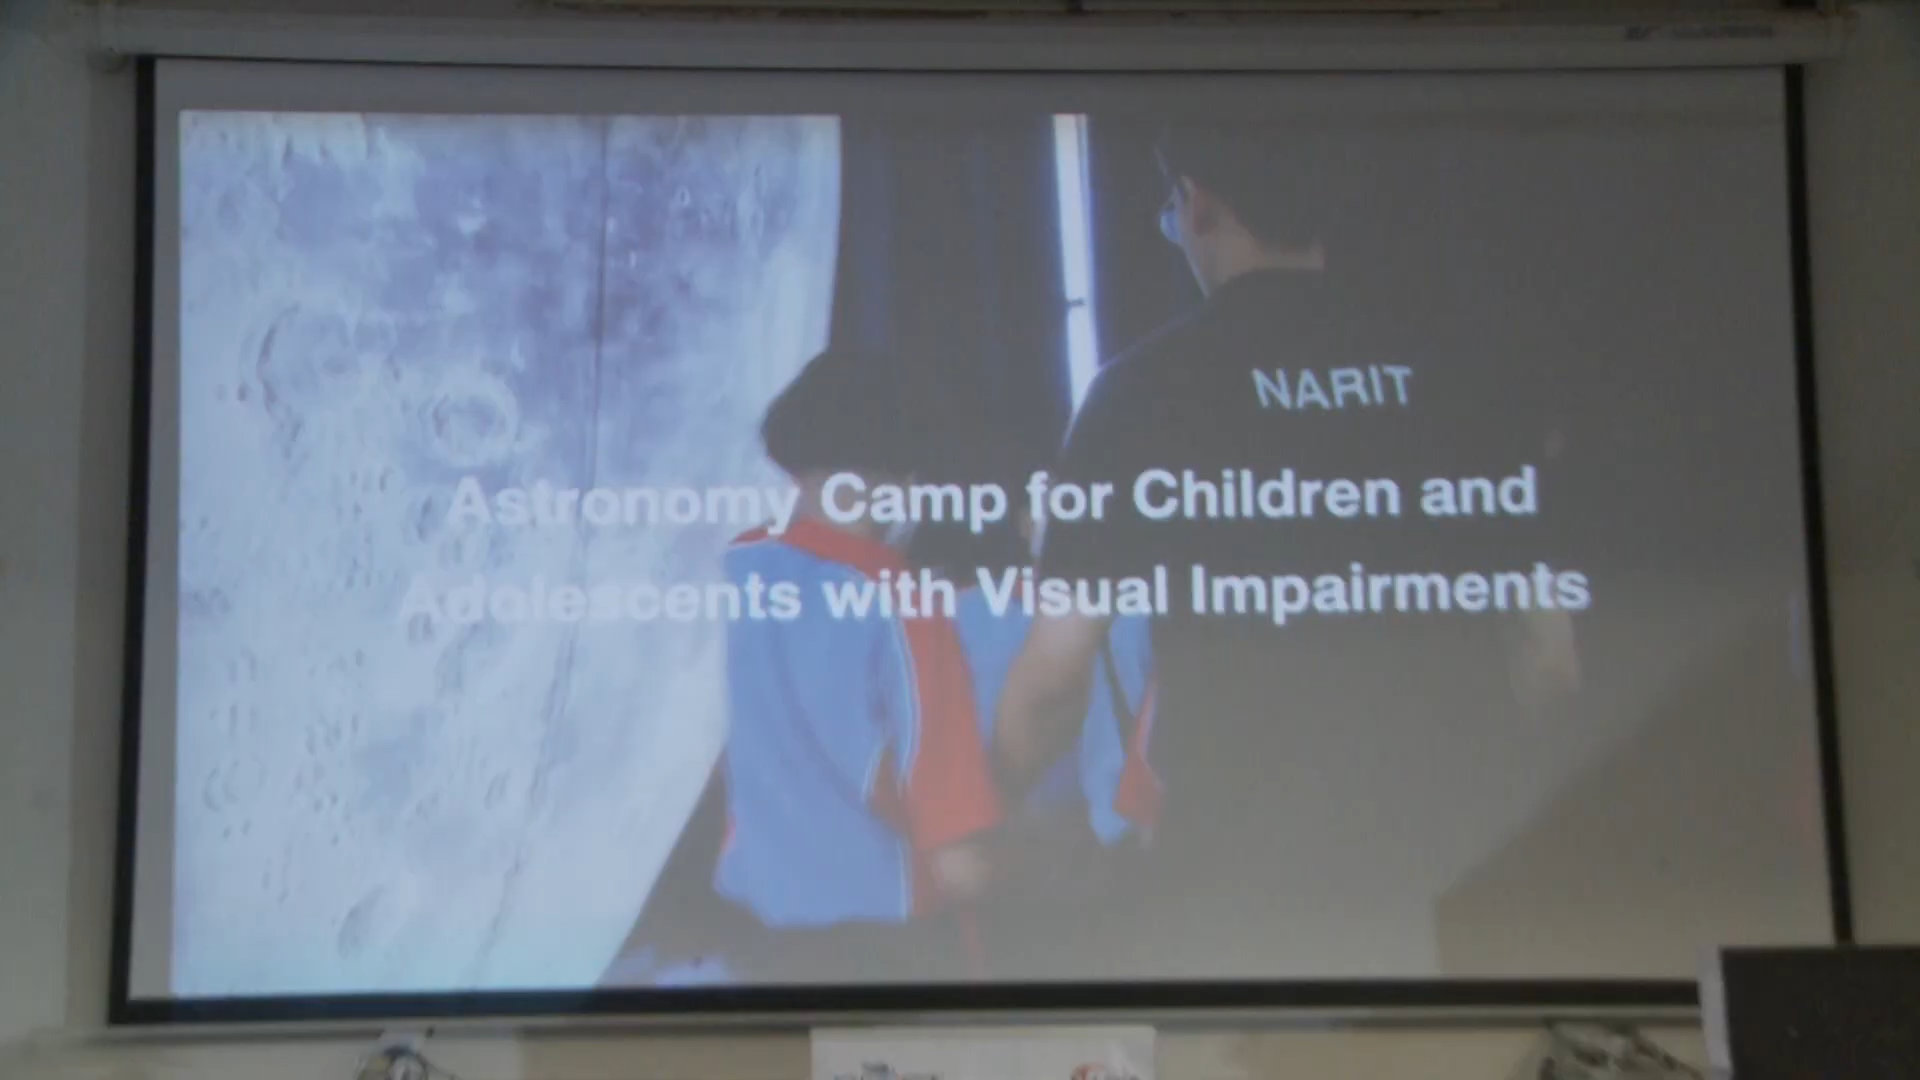 NARIT
Astronomy Camp for Children and
Adolescents with Visual Impairments